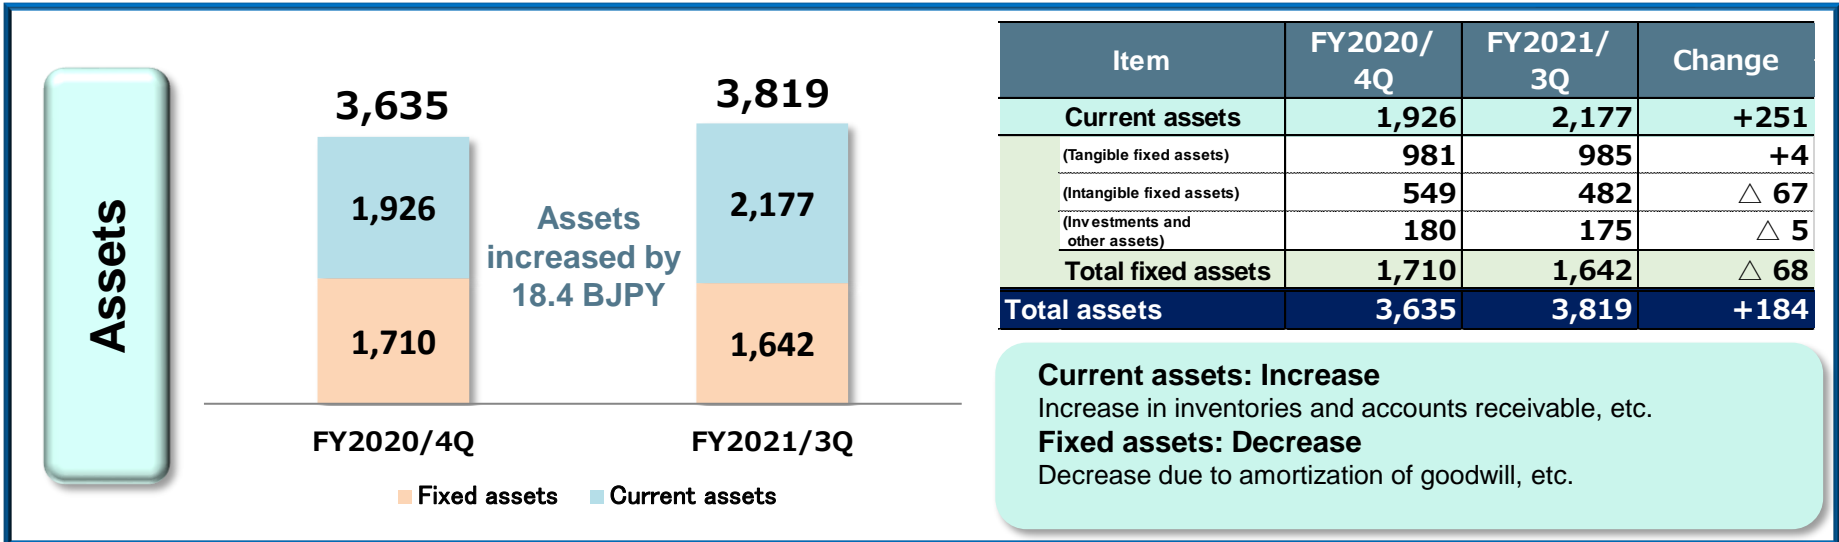 Assets
3,635
3,819
1,926
2,177
Assets
increased by
18.4 BJPY
1,710
1,642
FY2020/4Q
FY2021/3Q
Fixed assets
Current assets
Item FY2020/ 4Q FY2021/ 3Q Change
Current assets 1,926 2,177 +251
(Tangible fixed assets) 981 985 +4
(Intangible fixed assets) 549 482 △ 67
(Investments and
other assets) 180 175 △ 5
Total fixed assets 1,710 1,642 △ 68
Total assets 3,635 3,819 +184
Current assets: Increase
Increase in inventories and accounts receivable, etc.
Fixed assets: Decrease
Decrease due to amortization of goodwill, etc.